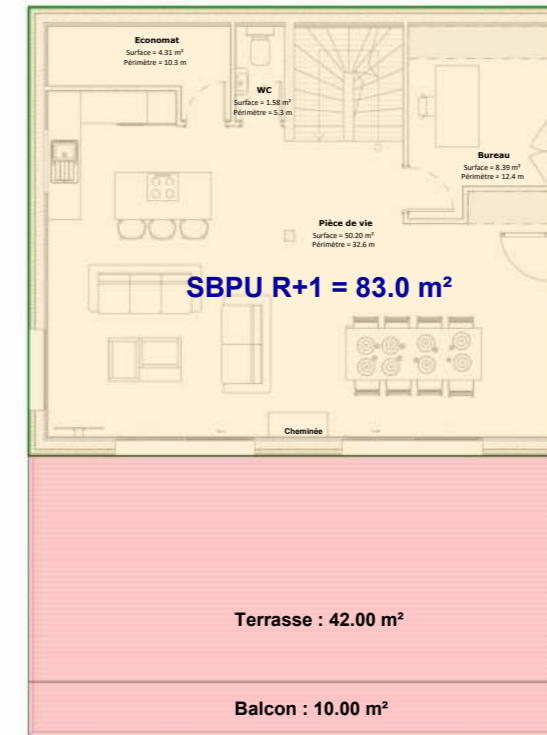 Economat
Surface = 4.31 m²
Périmètre = 10.3 m
WC
Surface = 1.58 m²
Périmètre = 5.3 m
Bureau
Surface = 8.39 m²
Périmètre = 12.4 m
Pièce de vie
Surface = 50.20 m²
Périmètre = 32.6 m
SBPU R+1 = 83.0 m²
Cheminée
Terrasse : 42.00 m²
Balcon : 10.00 m²